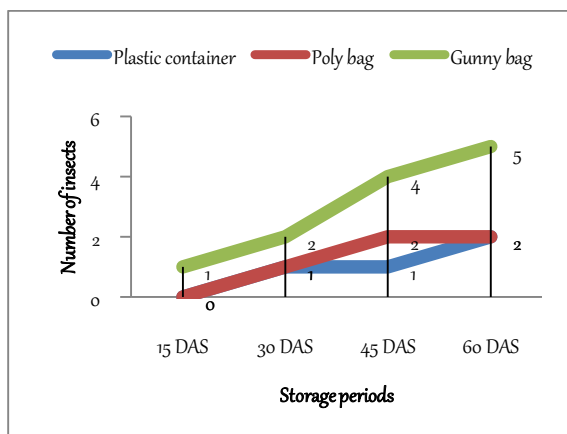 Plastic container Poly bag Gunny bag
6
5
4
4
2 2 2 2
1 1 1
0 0
15 DAS 30 DAS 45 DAS 60 DAS
Number of insects
Storage periods